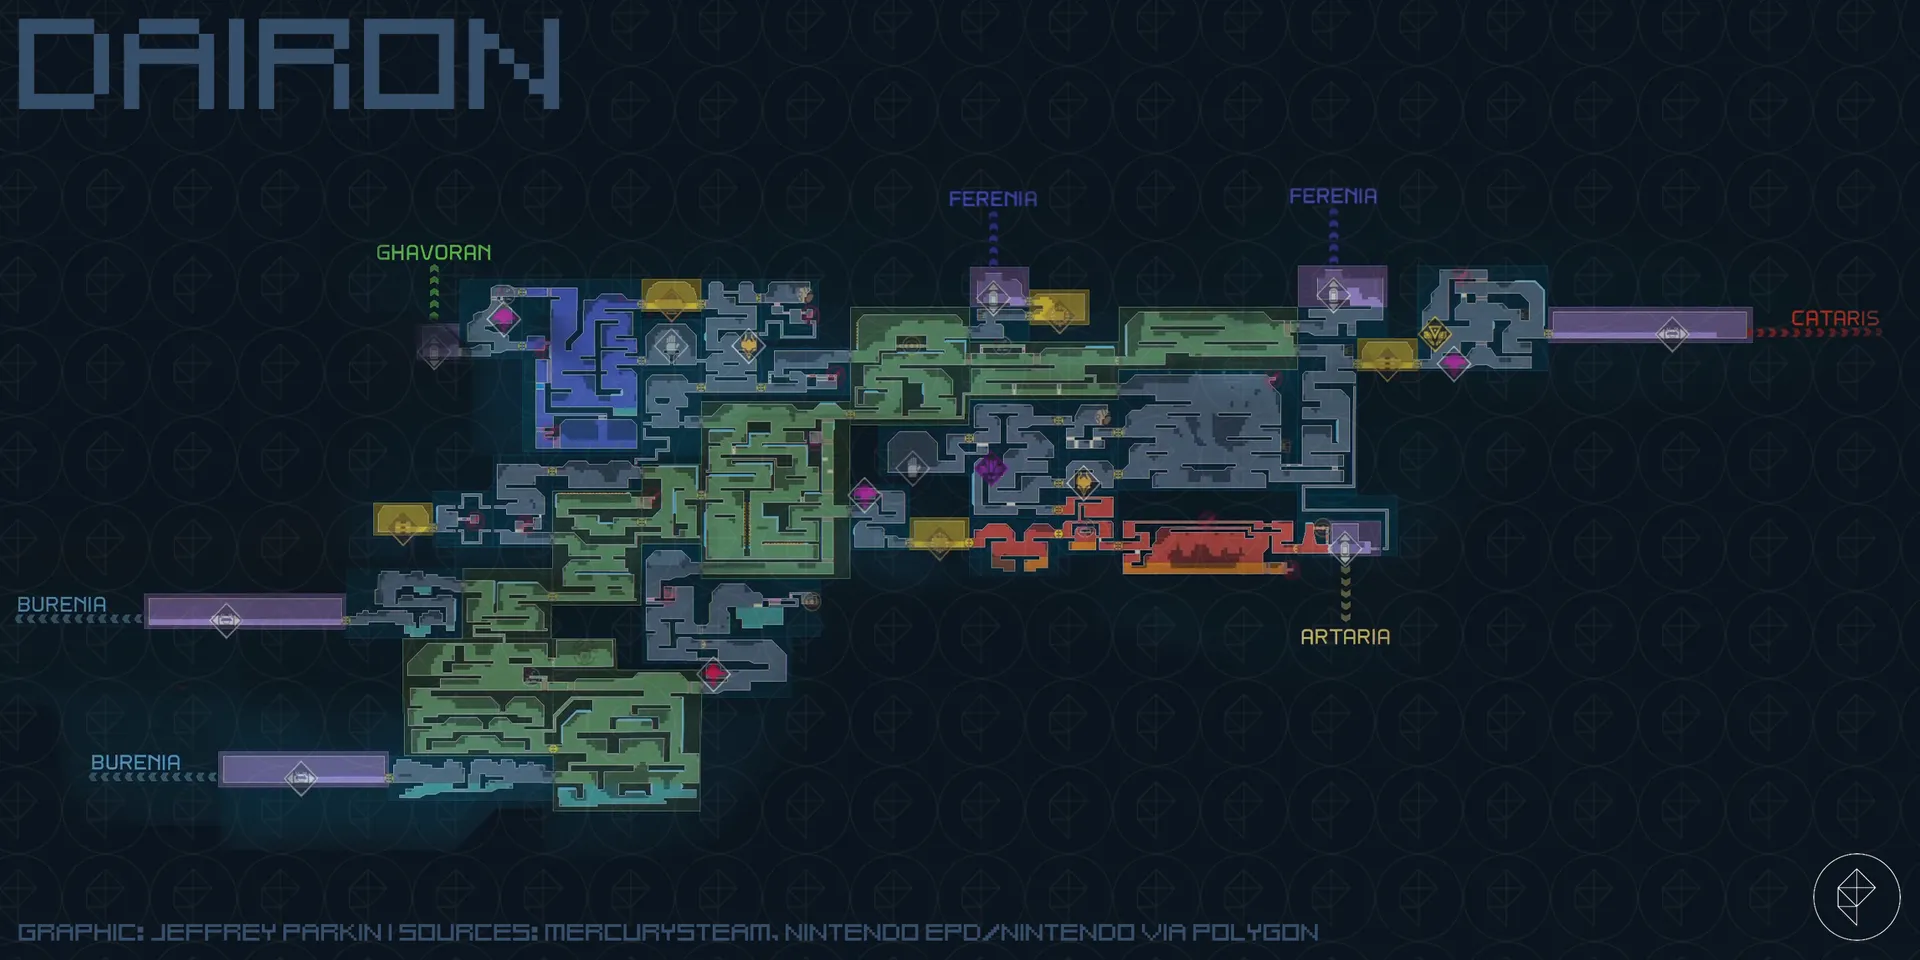 DAIRON
FERENIA
FERENIA
GHAVORAN
CATARIS
BURENIA
ARTARIA
BURENIA
GRAPHIC: JEFFREY PARKIN | SOURCES: MERCURYSTEAM, NINTENDO EPD/NINTENDO VIA POLYGON